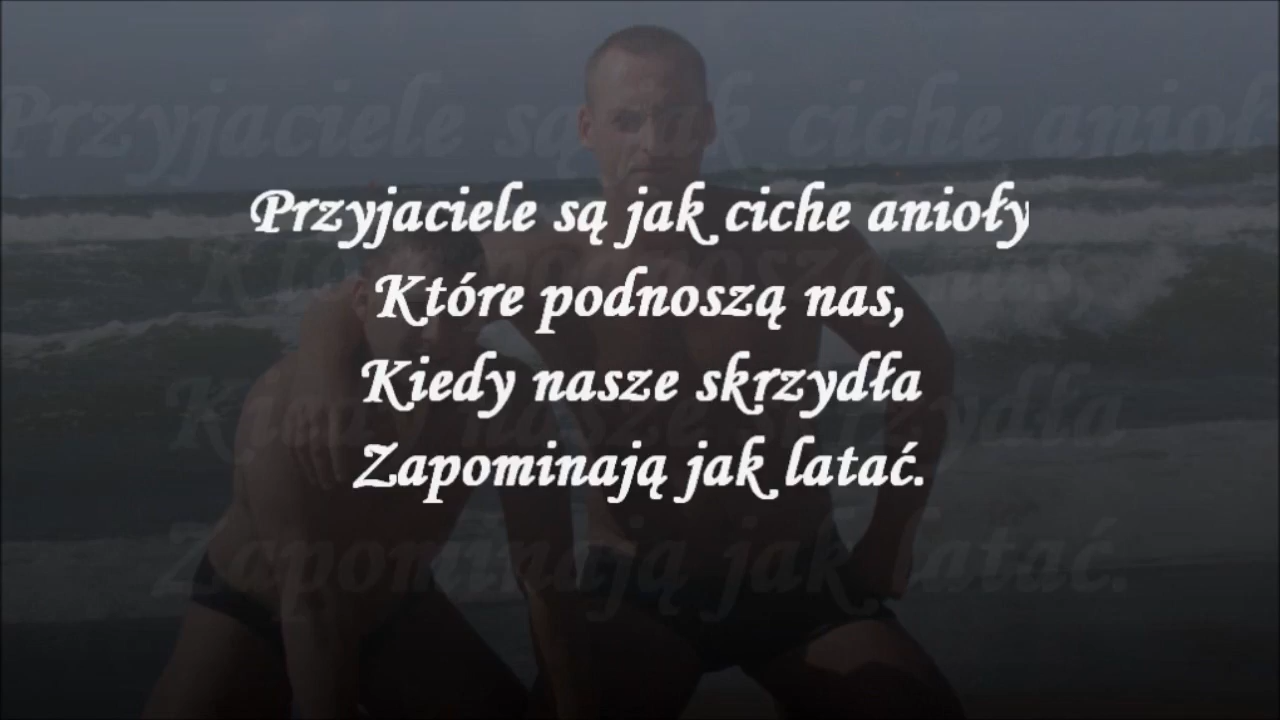 Przyjaciele są jak ciche anioły
Które podnoszą nas,
Kiedy nasze skrzydła
Zapominają jak latać.